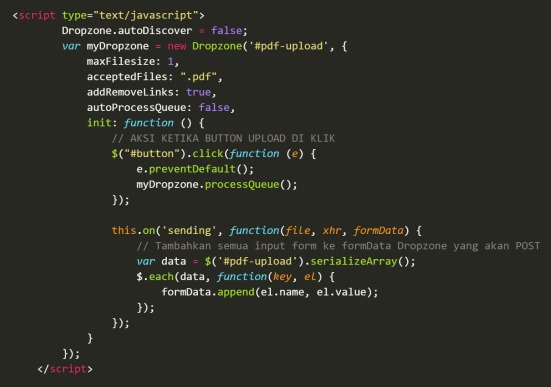 <script type="text/javascript">
Dropzone.autoDiscover = false;
var myDropzone = new Dropzone('#pdf-upload', {
maxFilesize: 1,
acceptedFiles: ".pdf",
addRemoveLinks: true,
autoProcessQueue: false,
init: function () {
// AKSI KETIKA BUTTON UPLOAD DI KLIK
$("#button").click(function (e) {
e.preventDefault();
myDropzone.processQueue();
});
this.on('sending', function(file, xhr, formData) {
// Tambahkan semua input form ke formData Dropzone yang akan POST
var data = $('#pdf-upload').serializeArray();
$.each(data, function(key, el) {
formData.append(el.name, el.value);
});
});
}
});
</script>